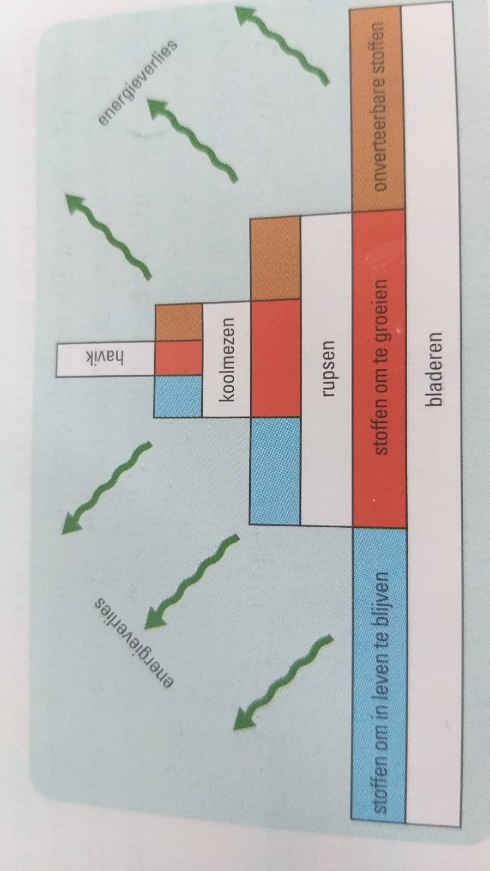 energieverlies
energieverlies
havik
koolmezen
rupsen
stoffen om in leven te blijven
stoffen om te groeien
onverteerbare stoffen
bladeren